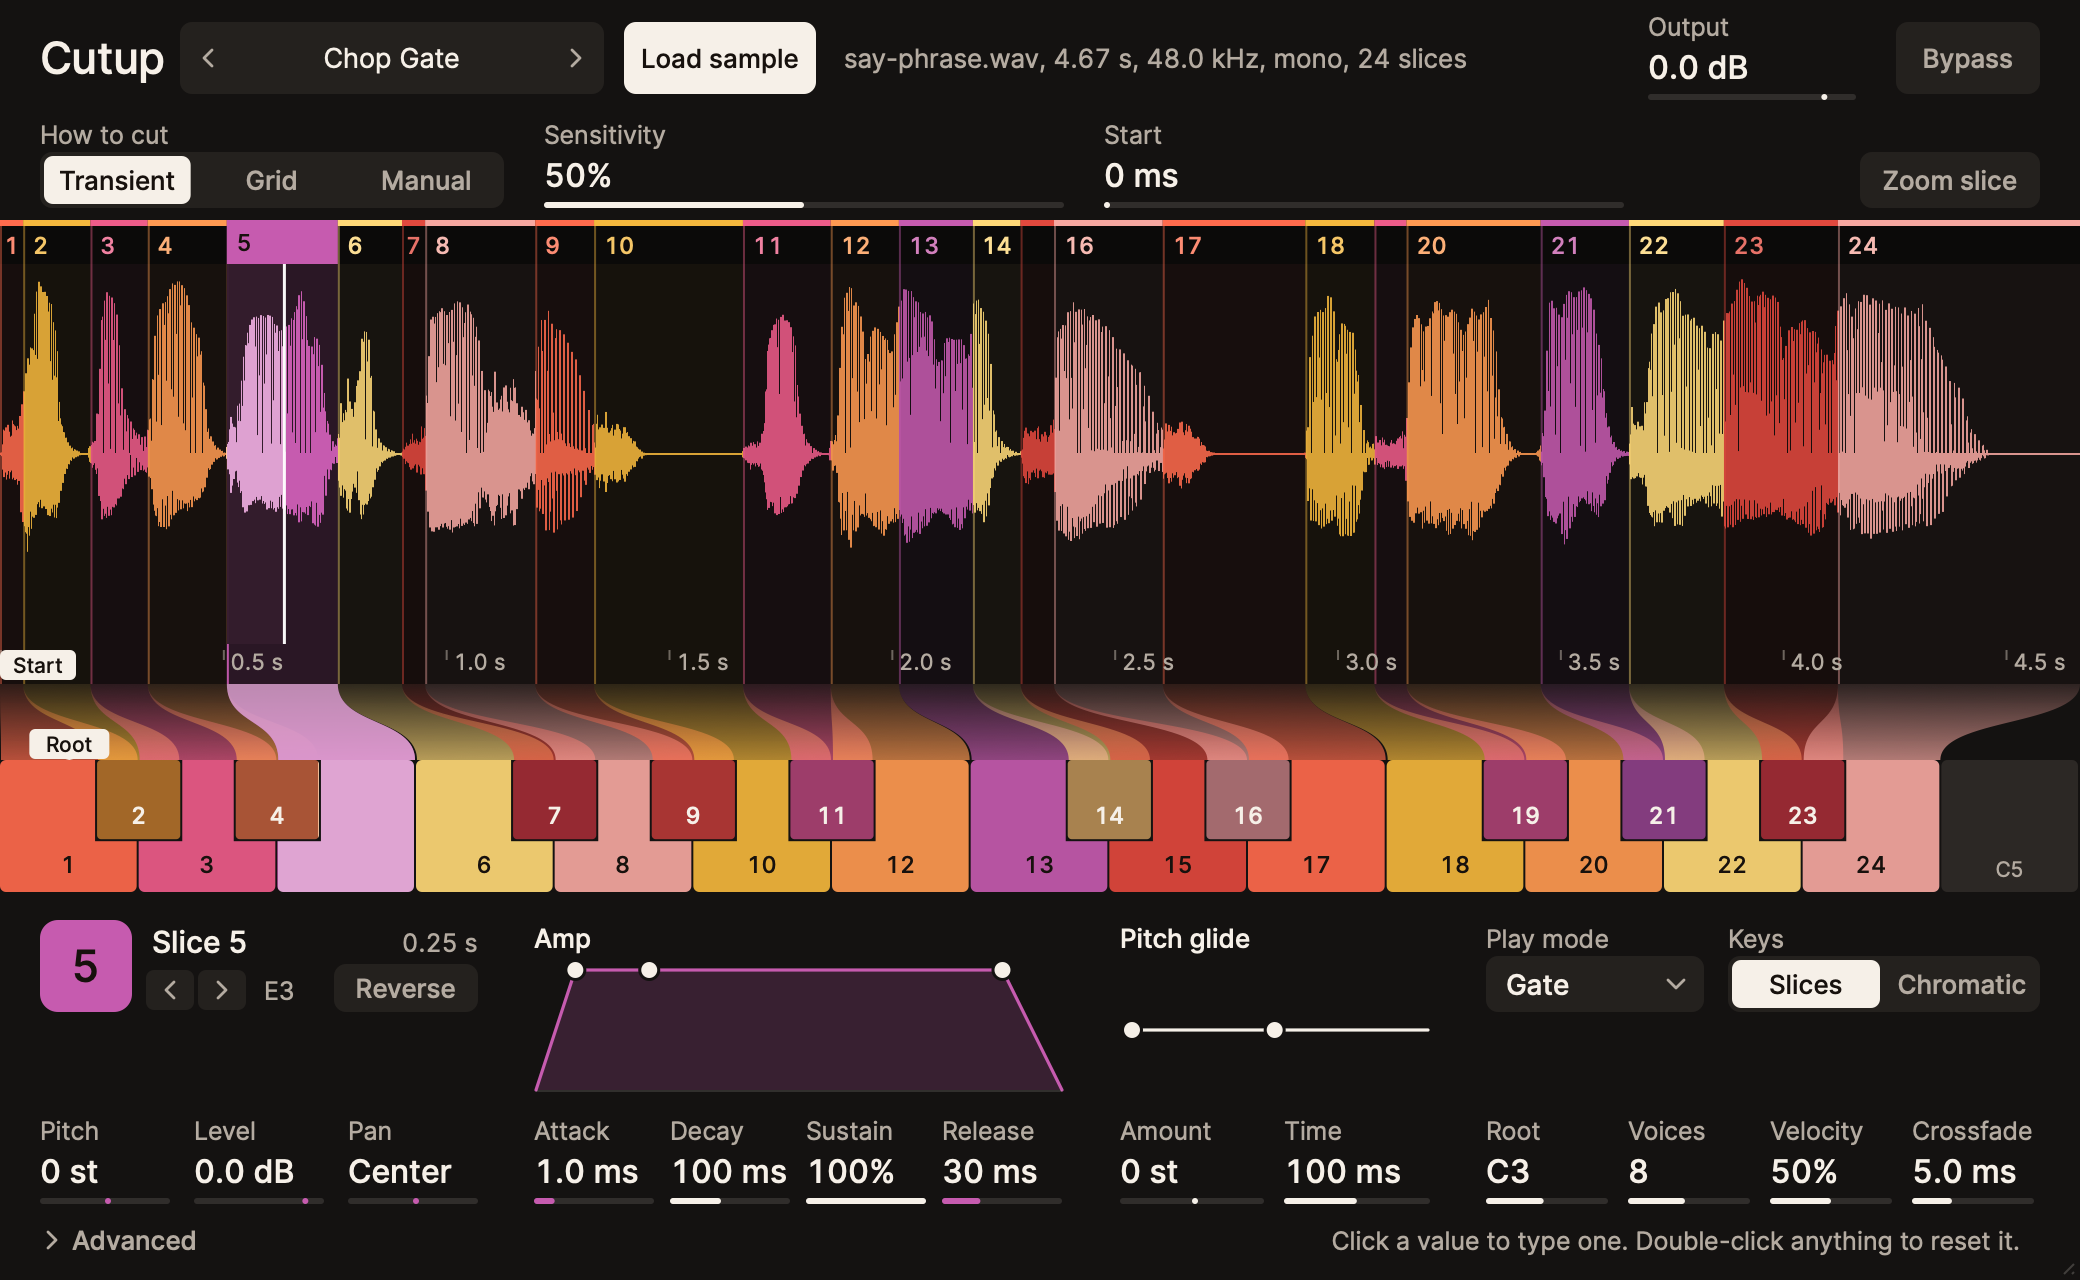 Cutup
Chop Gate
Load sample
say-phrase.wav, 4.67 s, 48.0 kHz, mono, 24 slices
Output
0.0 dB
Bypass
How to cut
Transient Grid Manual
Sensitivity
50%
Start
0 ms
Zoom slice
1 2 3 4 5 6 7 8 9 10 11 12 13 14 16 17 18 20 21 22 23 24
Start
0.5 s 1.0 s 1.5 s 2.0 s 2.5 s 3.0 s 3.5 s 4.0 s 4.5 s
Root
2 4 7 9 11 14 16 19 21 23
1 3 6 8 10 12 13 15 17 18 20 22 24 C5
5
Slice 5
0.25 s
E3
Reverse
Amp
Pitch glide
Play mode
Gate
Keys
Slices Chromatic
Pitch Level Pan Attack Decay Sustain Release Amount Time Root Voices Velocity Crossfade
0 st 0.0 dB Center 1.0 ms 100 ms 100% 30 ms 0 st 100 ms C3 8 50% 5.0 ms
Advanced
Click a value to type one. Double-click anything to reset it.